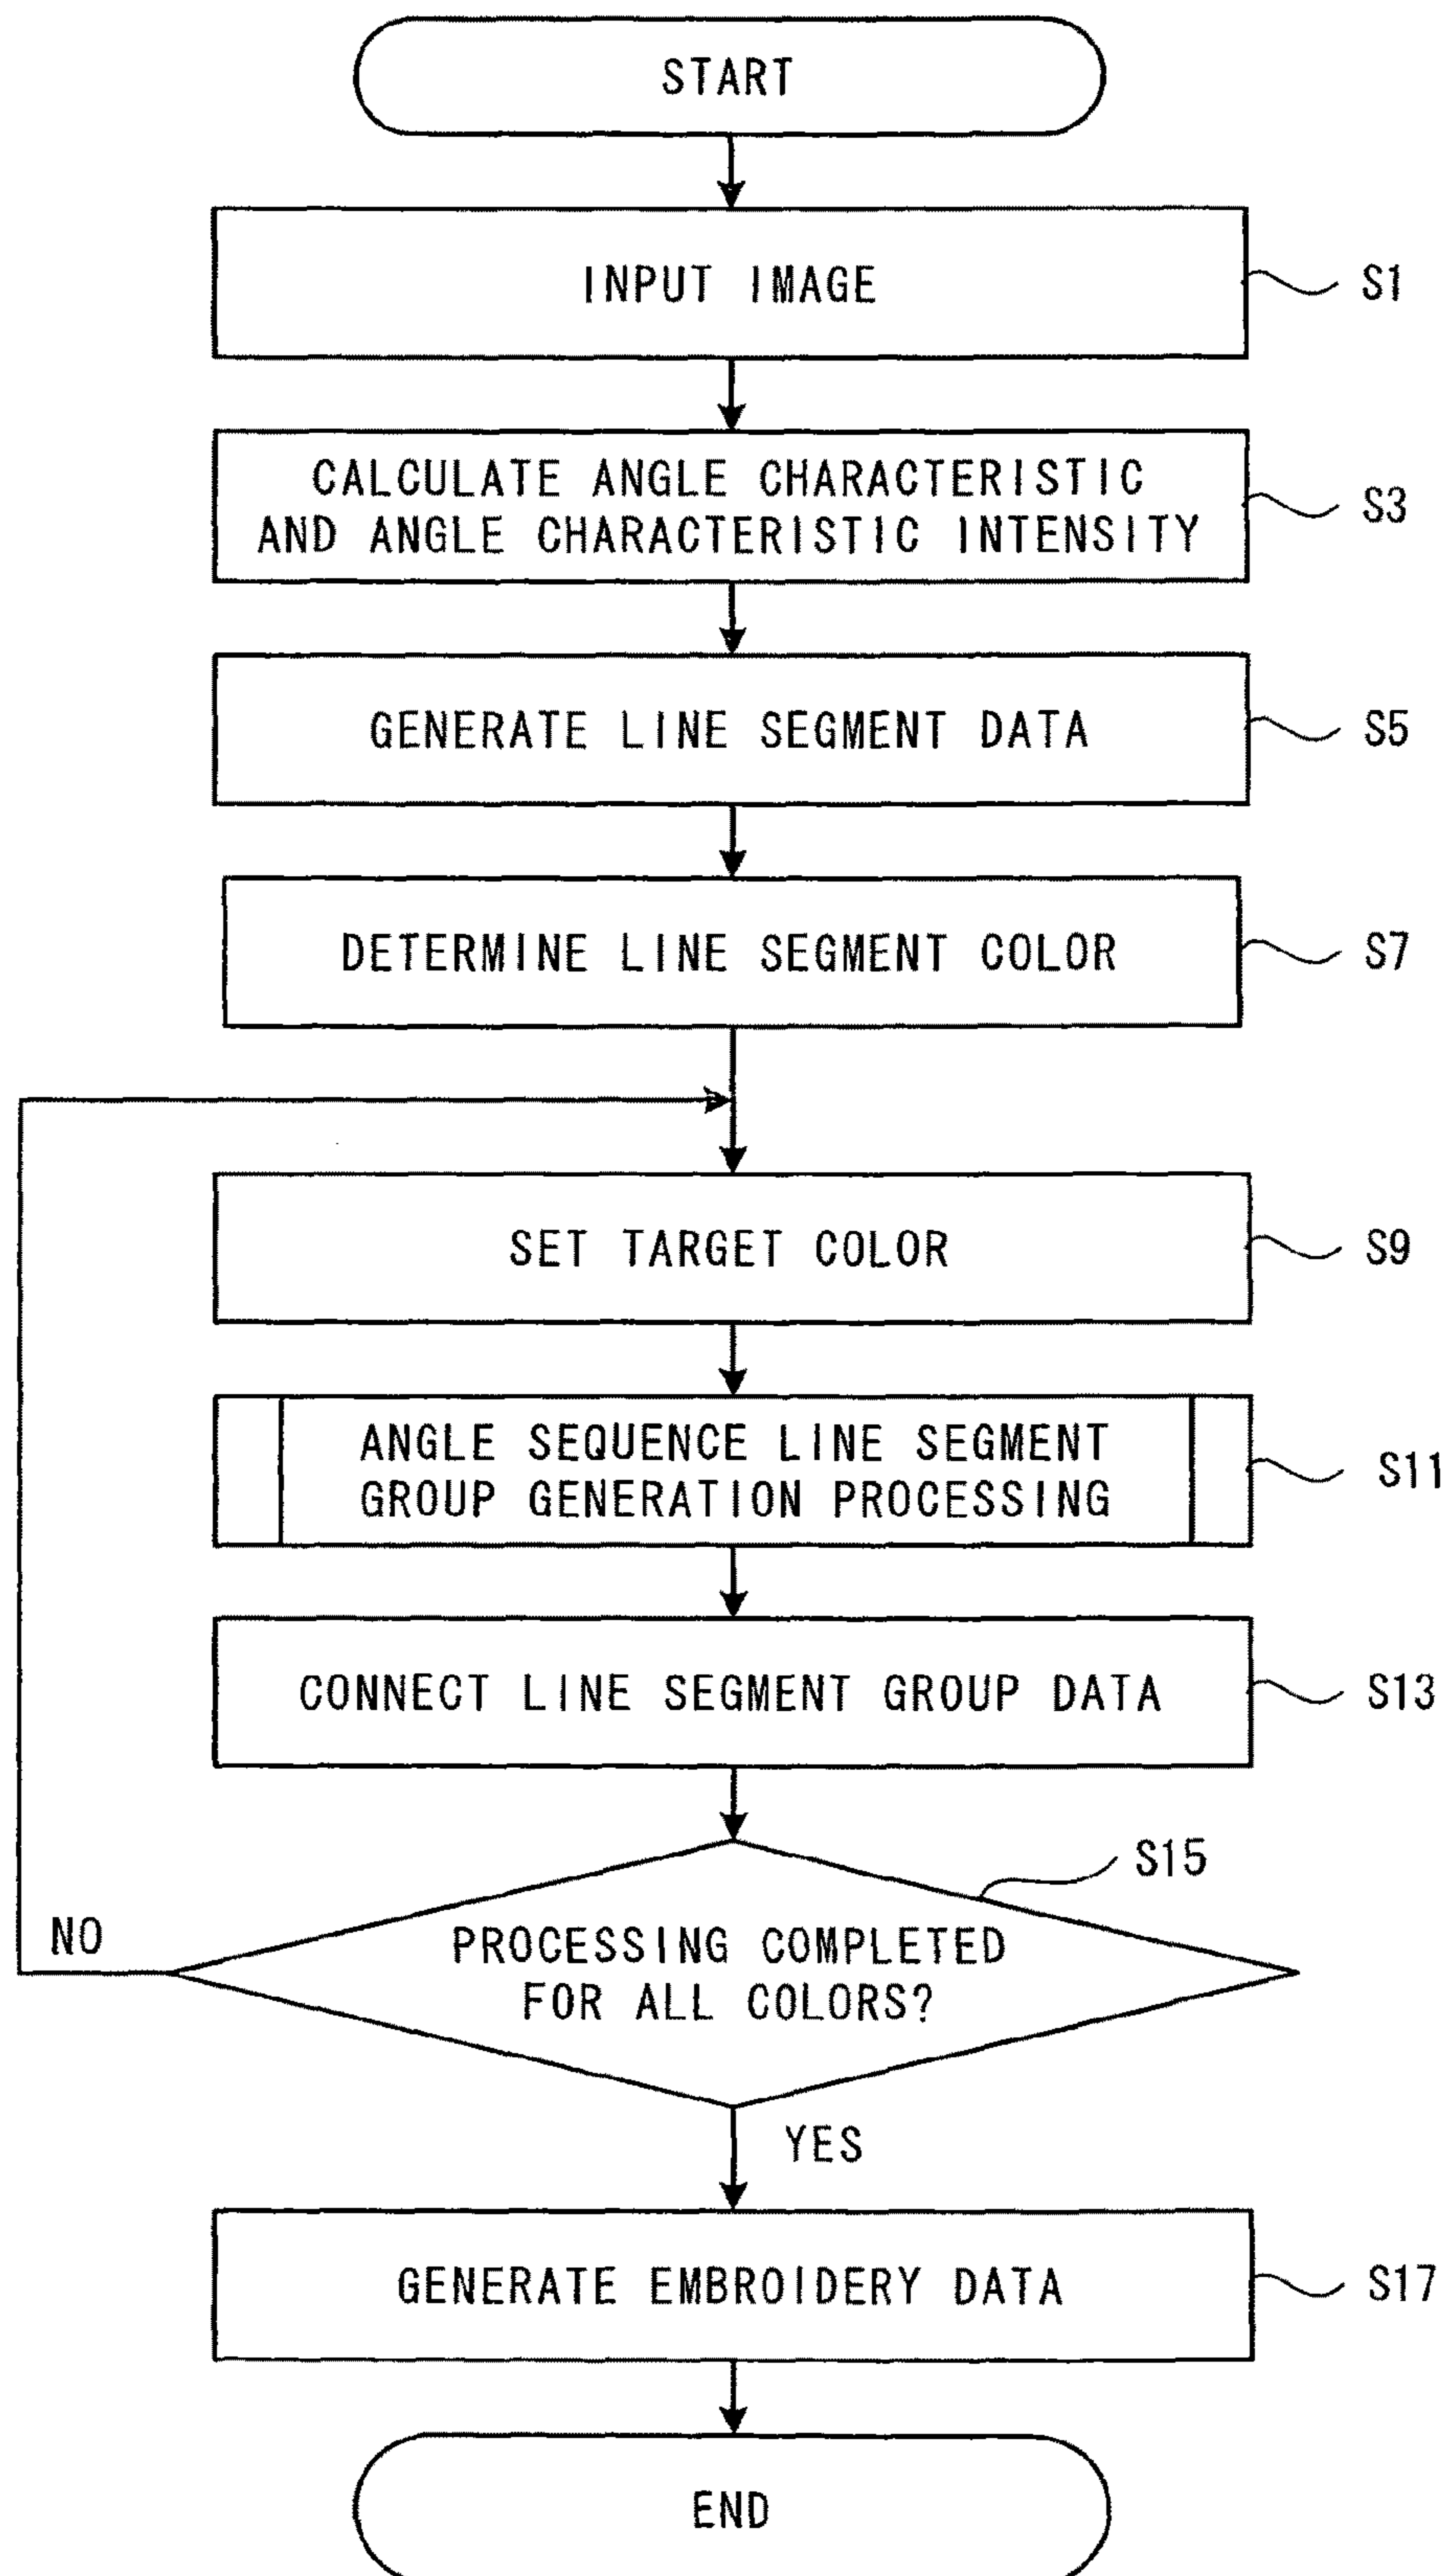 START
INPUT IMAGE
S1
CALCULATE ANGLE CHARACTERISTIC
AND ANGLE CHARACTERISTIC INTENSITY
S3
GENERATE LINE SEGMENT DATA
S5
DETERMINE LINE SEGMENT COLOR
S7
SET TARGET COLOR
S9
ANGLE SEQUENCE LINE SEGMENT
GROUP GENERATION PROCESSING
S11
CONNECT LINE SEGMENT GROUP DATA
S13
S15
NO
PROCESSING COMPLETED
FOR ALL COLORS?
YES
GENERATE EMBROIDERY DATA
S17
END